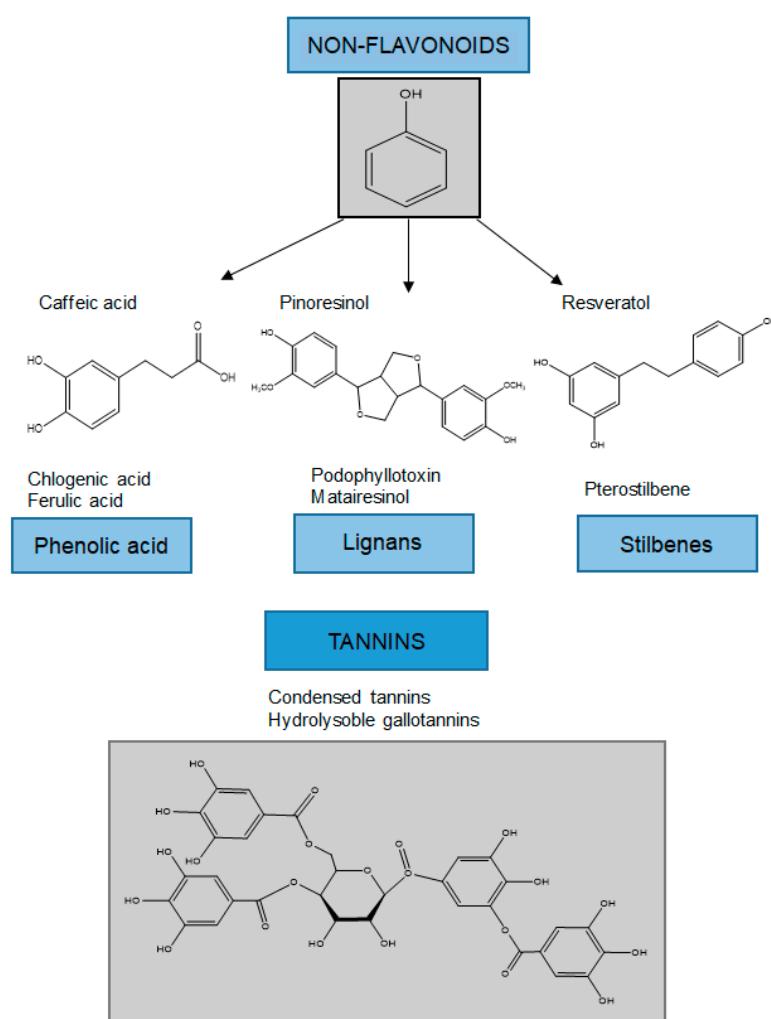 NON-FLAVONOIDS
OH
Caffeic acid
Pinoresinol
Resveratol
O
HO
OH
HO
HO
H₃CO
O
O
OCH₃
OH
O
HO
OH
Chlogenic acid
Ferulic acid
Podophyllotoxin
Matairesinol
Pterostilbene
Phenolic acid
Lignans
Stilbenes
TANNINS
Condensed tannins
Hydrolysoble gallotannins
HO
HO
HO
O
O
HO
HO
HO
O
O
O
HO
OH
O
O
OH
OH
O
O
OH
OH
OH